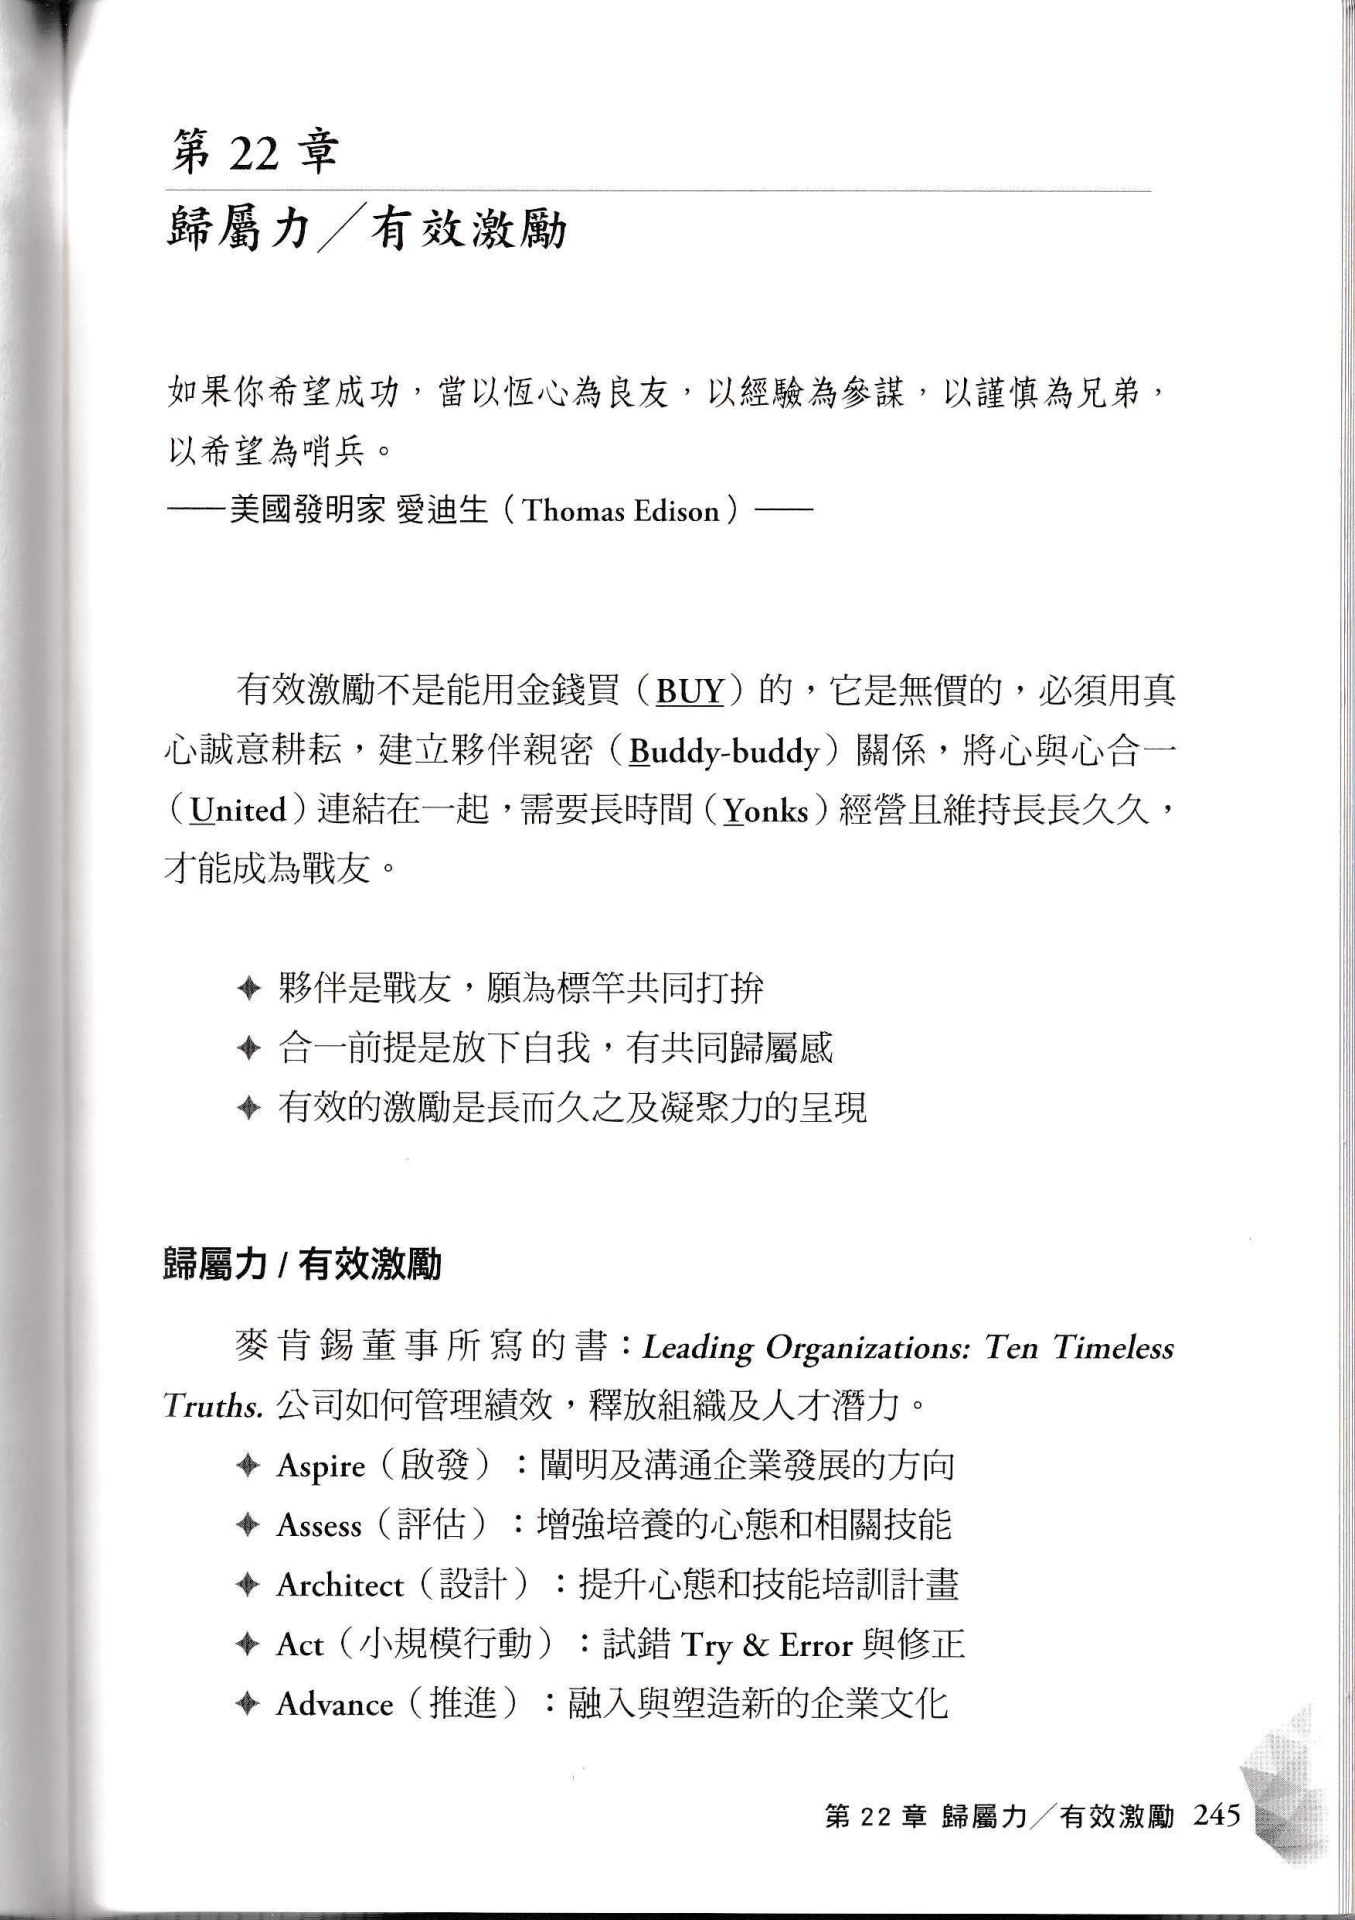 第 22 章
歸屬力／有效激勵
如果你希望成功，當以恆心為良友，以經驗為參謀，以謹慎為兄弟，
以希望為哨兵。
——美國發明家 愛迪生（Thomas Edison）——
有效激勵不是能用金錢買（BUY）的，它是無價的，必須用真
心誠意耕耘，建立夥伴親密（Buddy-buddy）關係，將心與心合一
（United）連結在一起，需要長時間（Yonks）經營且維持長長久久，
才能成為戰友。
✦ 夥伴是戰友，願為標竿共同打拚
✦ 合一前提是放下自我，有共同歸屬感
✦ 有效的激勵是長而久之及凝聚力的呈現
歸屬力 / 有效激勵
麥肯錫董事所寫的書：Leading Organizations: Ten Timeless
Truths. 公司如何管理績效，釋放組織及人才潛力。
✦ Aspire（啟發）：闡明及溝通企業發展的方向
✦ Assess（評估）：增強培養的心態和相關技能
✦ Architect（設計）：提升心態和技能培訓計畫
✦ Act（小規模行動）：試錯 Try & Error 與修正
✦ Advance（推進）：融入與塑造新的企業文化
第 22 章 歸屬力／有效激勵 245